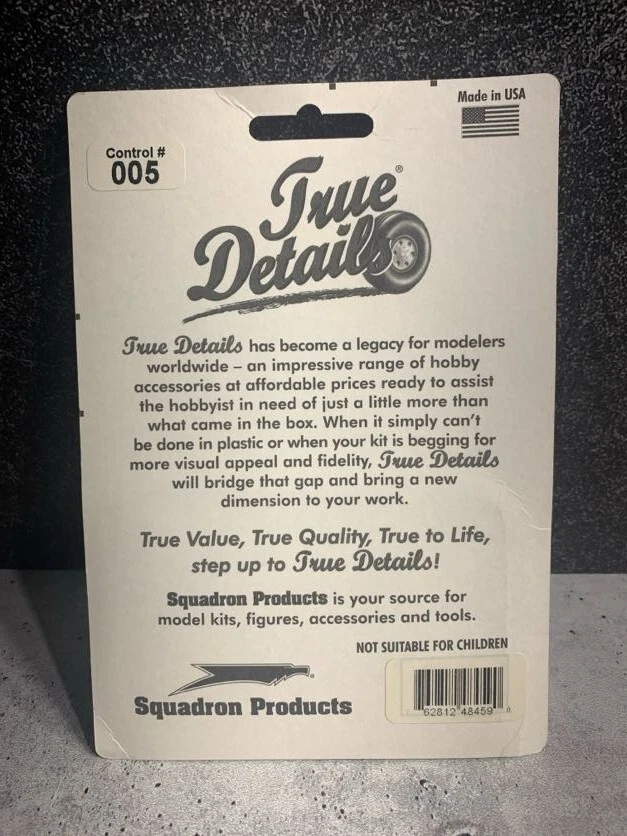 Made in USA
Control #
005
True
Details®
True Details has become a legacy for modelers
worldwide – an impressive range of hobby
accessories at affordable prices ready to assist
the hobbyist in need of just a little more than
what came in the box. When it simply can't
be done in plastic or when your kit is begging for
more visual appeal and fidelity, True Details
will bridge that gap and bring a new
dimension to your work.
True Value, True Quality, True to Life,
step up to True Details!
Squadron Products is your source for
model kits, figures, accessories and tools.
NOT SUITABLE FOR CHILDREN
Squadron Products
62812 48459